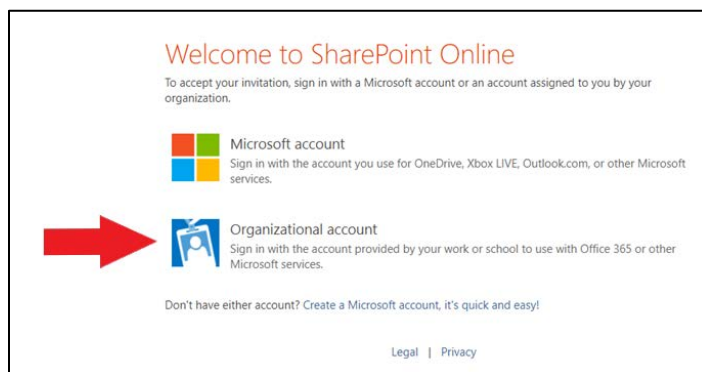 Welcome to SharePoint Online
To accept your invitation, sign in with a Microsoft account or an account assigned to you by your
organization.
Microsoft account
Sign in with the account you use for OneDrive, Xbox LIVE, Outlook.com, or other Microsoft
services.
Organizational account
Sign in with the account provided by your work or school to use with Office 365 or other
Microsoft services.
Don't have either account? Create a Microsoft account, it's quick and easy!
Legal | Privacy